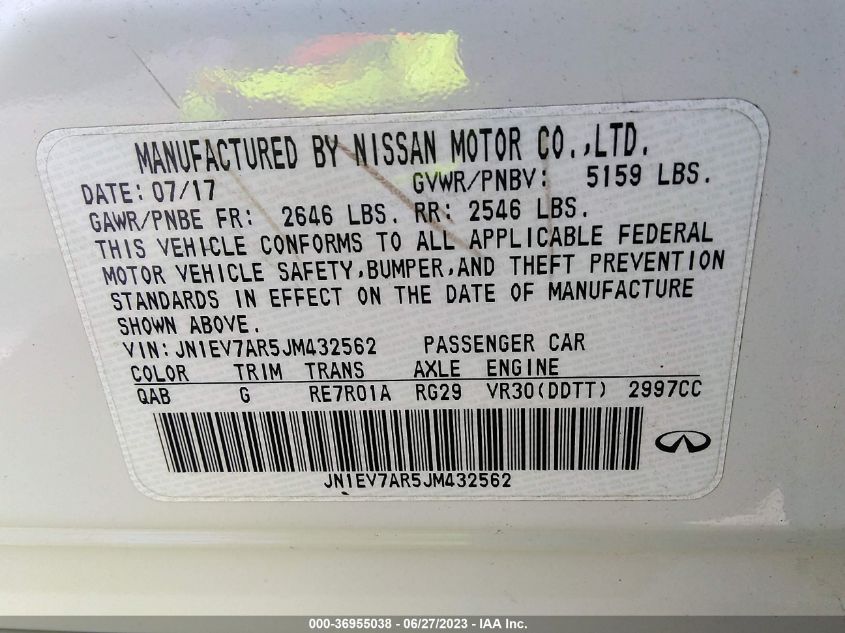 MANUFACTURED BY NISSAN MOTOR CO.,LTD.
DATE: 07/17 GVWR/PNBV: 5159 LBS.
GAWR/PNBE FR: 2646 LBS. RR: 2546 LBS.
THIS VEHICLE CONFORMS TO ALL APPLICABLE FEDERAL
MOTOR VEHICLE SAFETY,BUMPER,AND THEFT PREVENTION
STANDARDS IN EFFECT ON THE DATE OF MANUFACTURE
SHOWN ABOVE.
VIN: JN1EV7AR5JM432562 PASSENGER CAR
COLOR TRIM TRANS AXLE ENGINE
QAB G RE7R01A RG29 VR30(DDTT) 2997CC
JN1EV7AR5JM432562
000-36955038 - 06/27/2023 - IAA Inc.